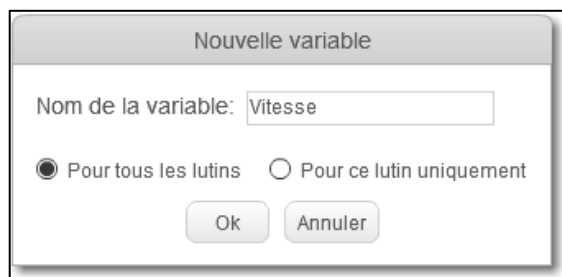 Nouvelle variable
Nom de la variable: Vitesse
Pour tous les lutins Pour ce lutin uniquement
Ok Annuler